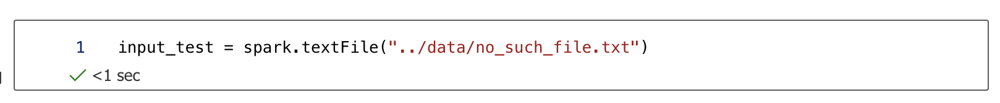 1 input_test = spark.textFile("../data/no_such_file.txt")
<1 sec